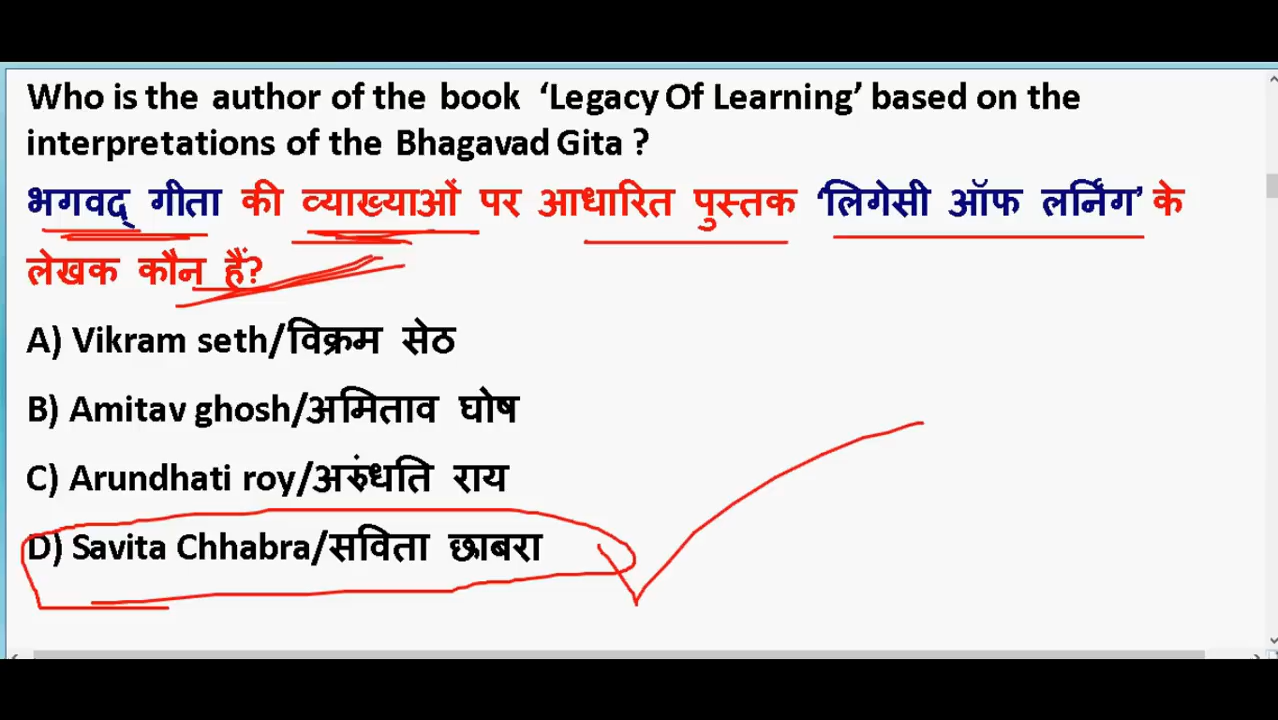 Who is the author of the book ‘Legacy Of Learning’ based on the
interpretations of the Bhagavad Gita ?
भगवद् गीता की व्याख्याओं पर आधारित पुस्तक ‘लिगेसी ऑफ लर्निंग’ के
लेखक कौन हैं?
A) Vikram seth/विक्रम सेठ
B) Amitav ghosh/अमिताव घोष
C) Arundhati roy/अरुंधति राय
D) Savita Chhabra/सविता छाबरा